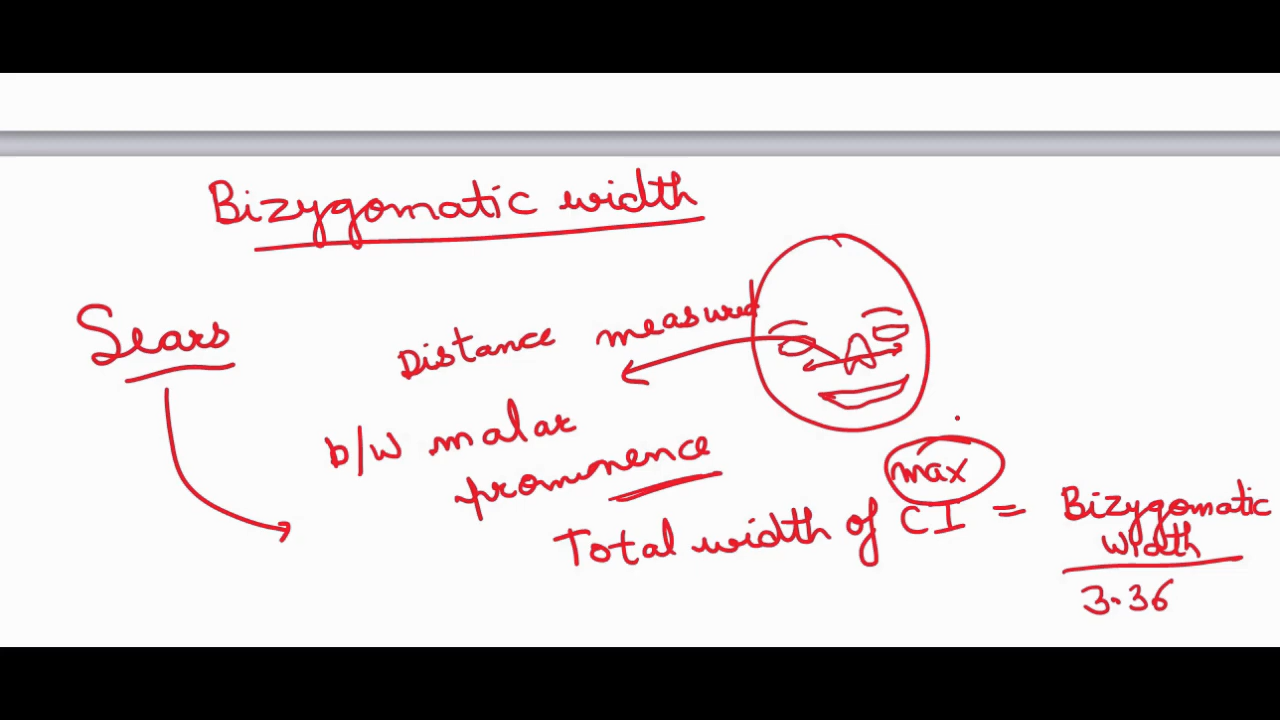 Bizygomatic width
Sears
Distance measured
b/w malar
prominence
max
Total width of CI = Bizygomatic
width
3.36